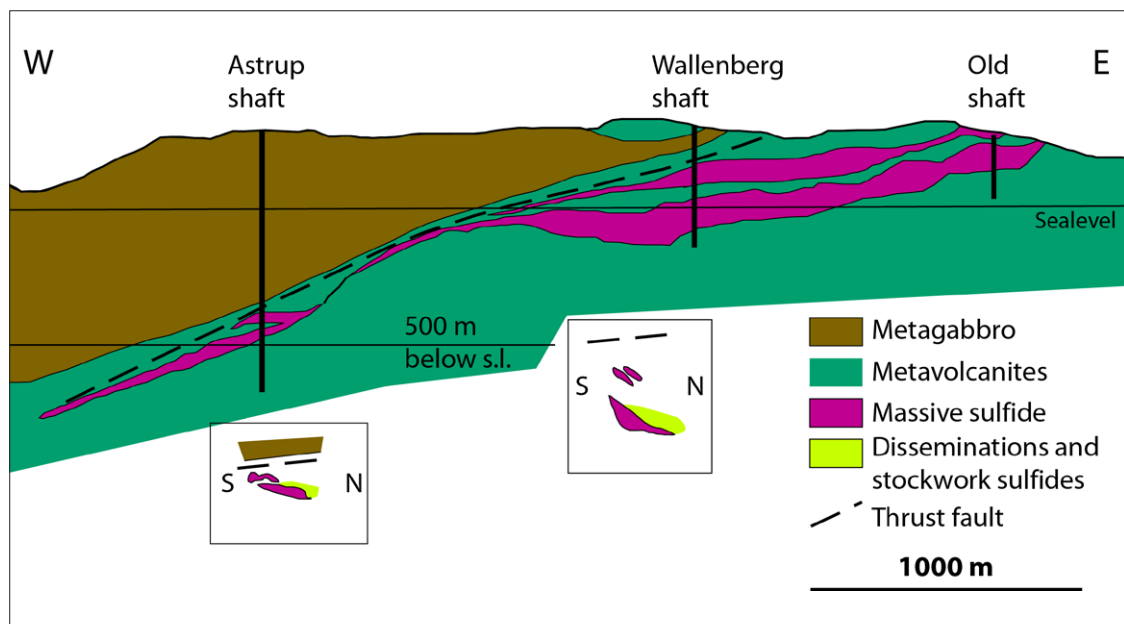 W
Astrup
shaft
Wallenberg
shaft
Old
shaft
E
Sealevel
500 m
below s.l.
S
N
S
N
Metagabbro
Metavolcanites
Massive sulfide
Disseminations and
stockwork sulfides
Thrust fault
1000 m